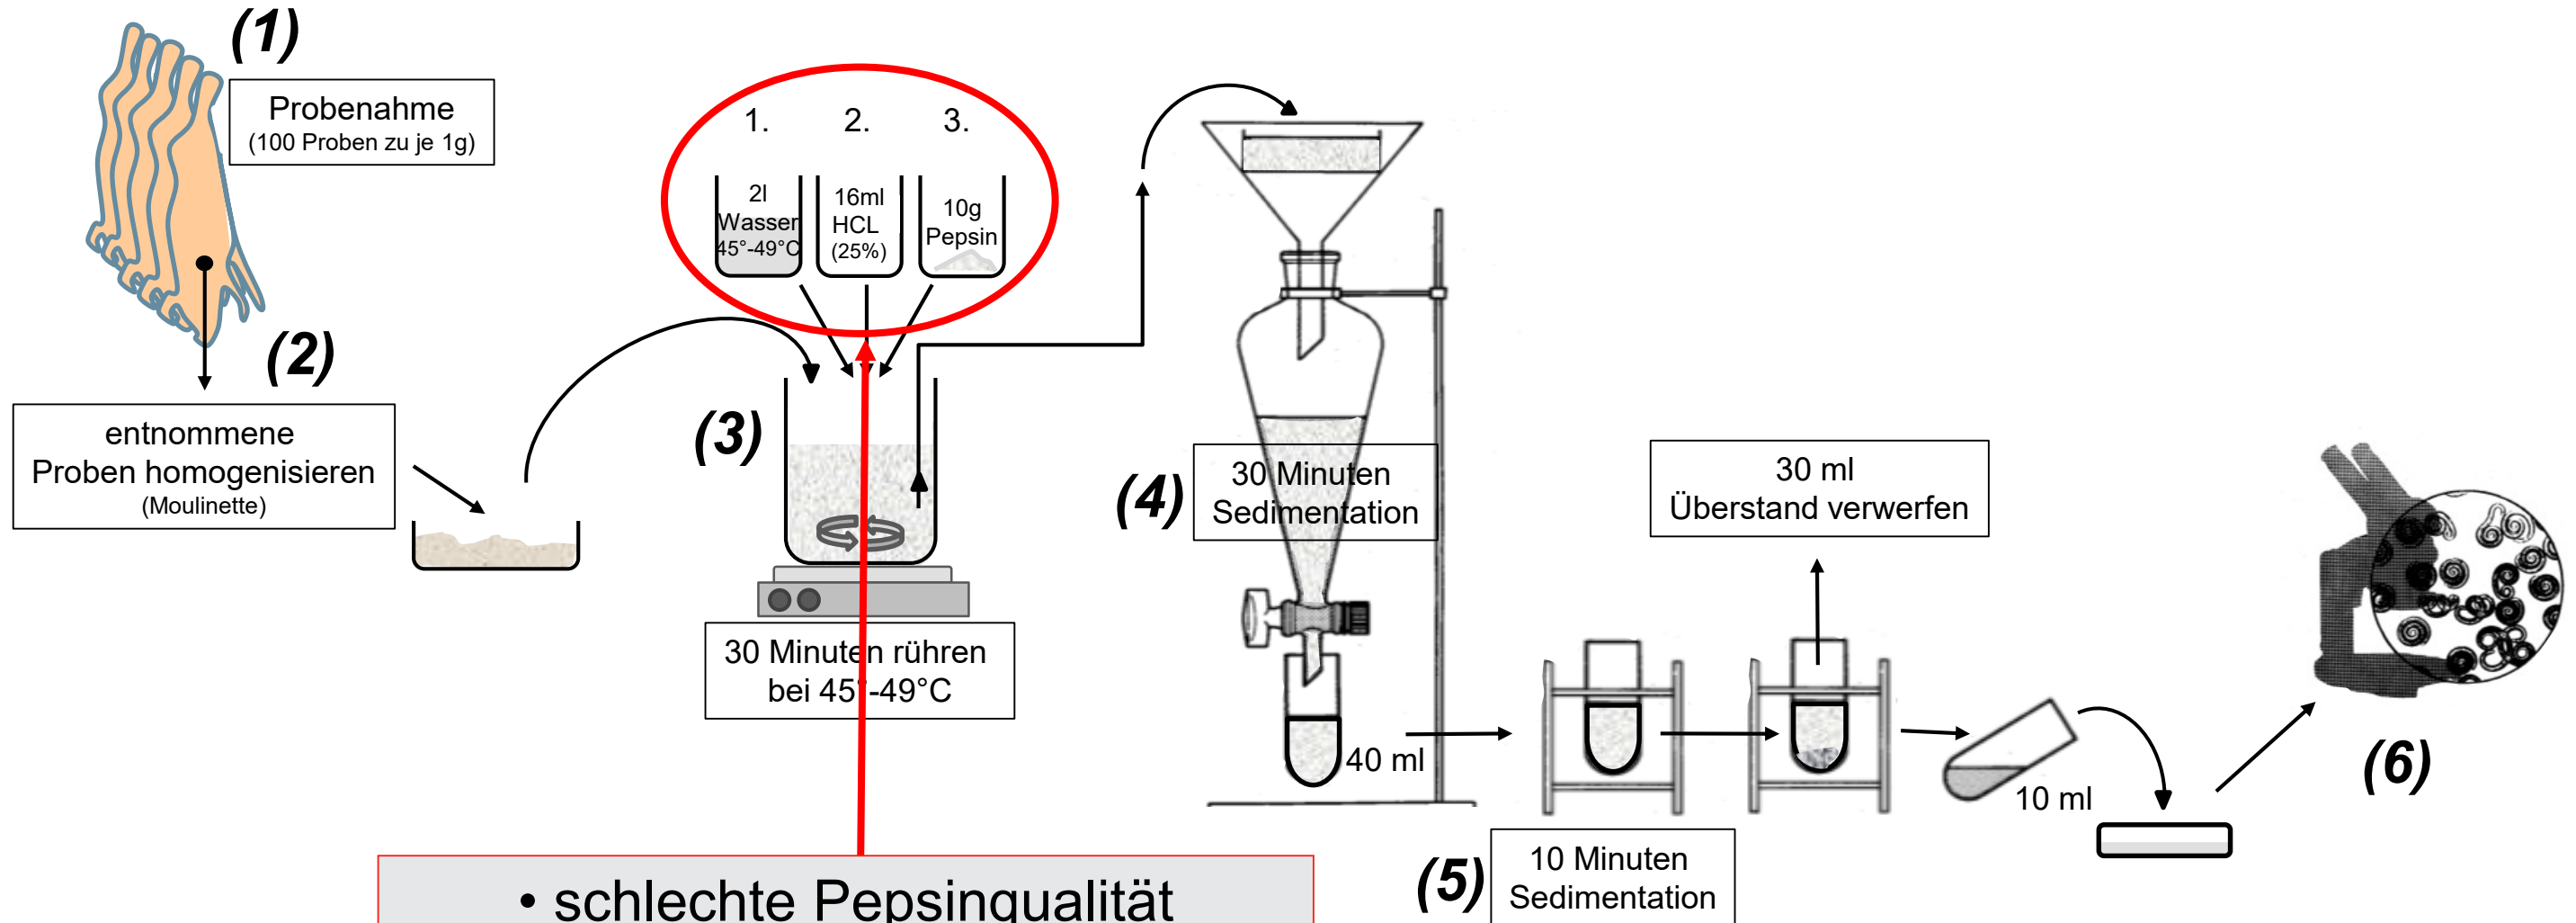 (1)
Probenahme
(100 Proben zu je 1g)
(2)
entnommene
Proben homogenisieren
(Moulinette)
1. 2. 3.
2l
Wasser
45°-49°C
16ml
HCL
(25%)
10g
Pepsin
(3)
30 Minuten rühren
bei 45°-49°C
(4)
30 Minuten
Sedimentation
40 ml
30 ml
Überstand verwerfen
10 ml
(5)
10 Minuten
Sedimentation
(6)
• schlechte Pepsinqualität